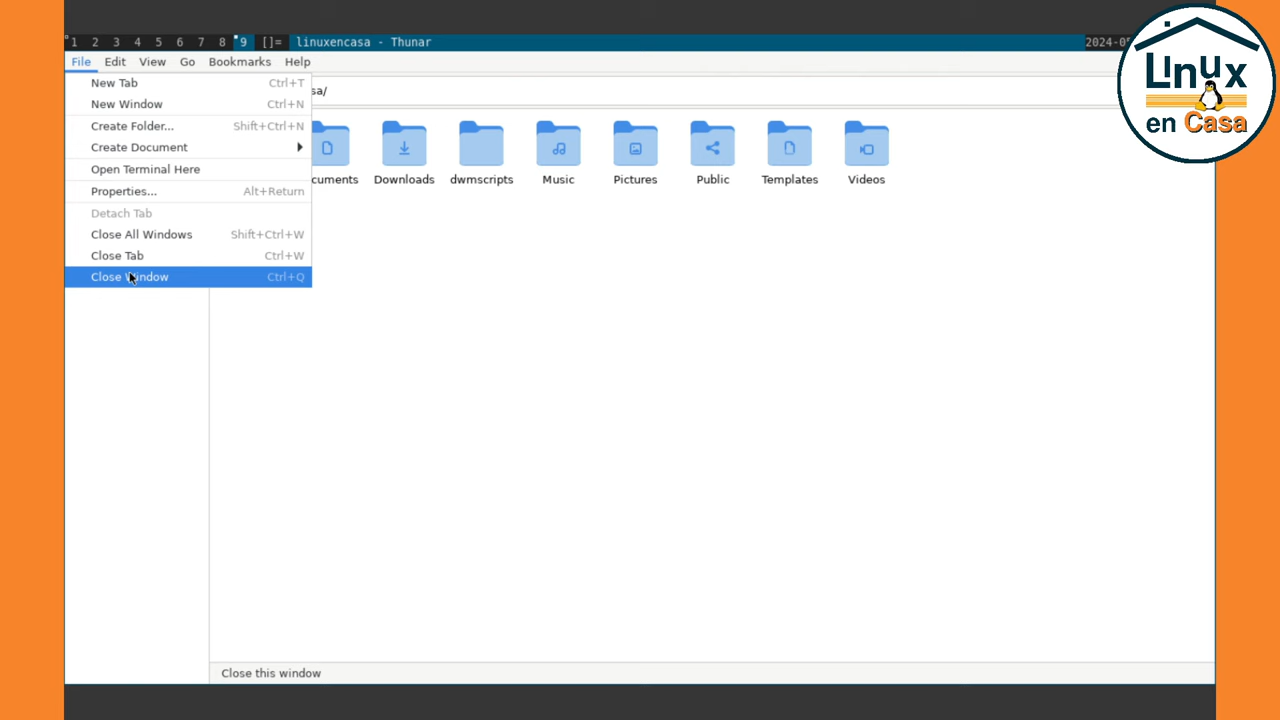 1 2 3 4 5 6 7 8 9 []= linuxencasa - Thunar
File Edit View Go Bookmarks Help
New Tab Ctrl+T
New Window Ctrl+N
Create Folder... Shift+Ctrl+N
Create Document
Open Terminal Here
Properties... Alt+Return
Detach Tab
Close All Windows Shift+Ctrl+W
Close Tab Ctrl+W
Close Window Ctrl+Q
sa/
cuments Downloads dwmscripts Music Pictures Public Templates Videos
Close this window
Linux
en Casa